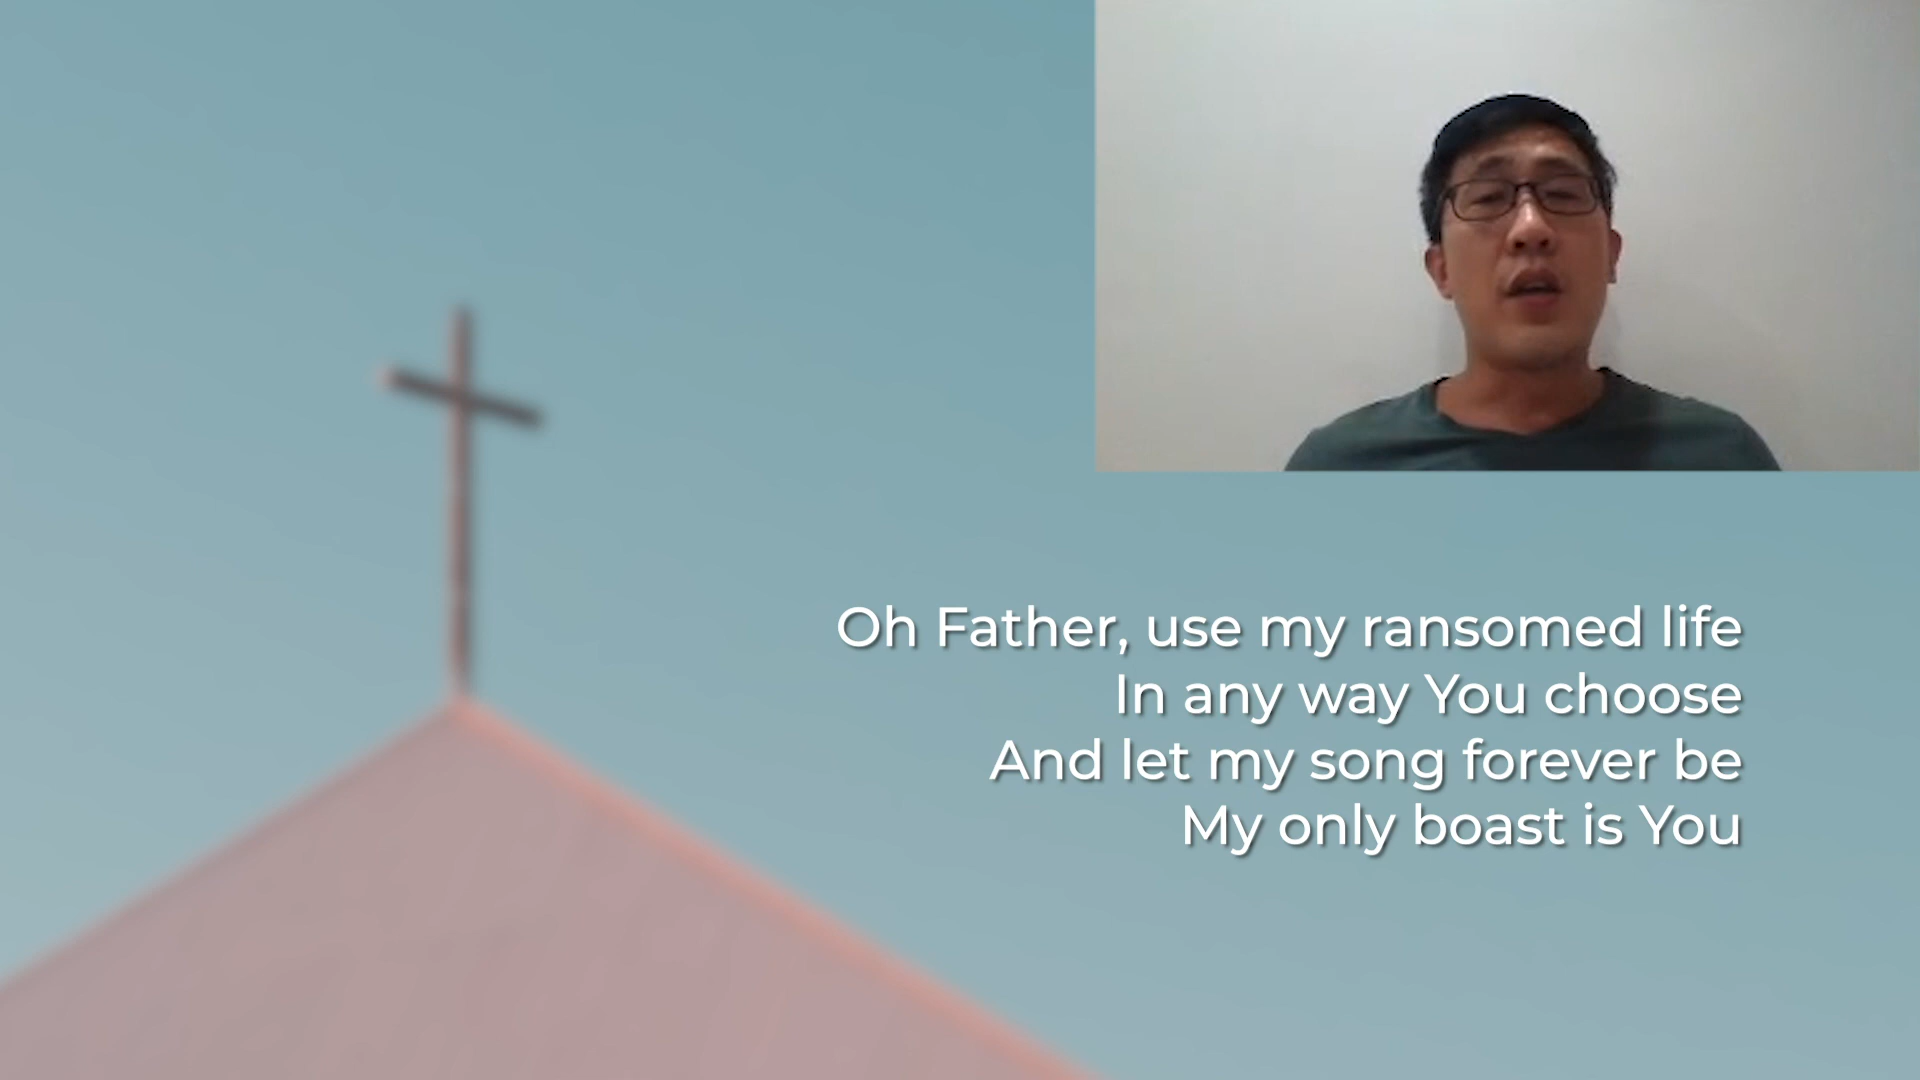 Oh Father, use my ransomed life
In any way You choose
And let my song forever be
My only boast is You